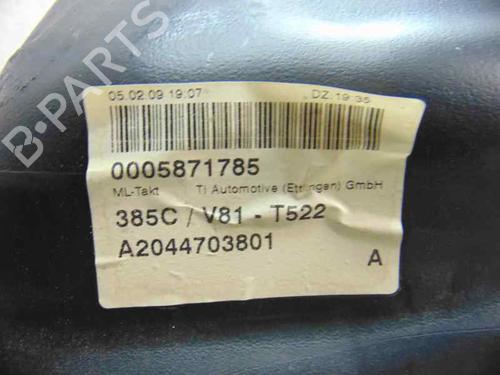 B-PARTS
05.02.09 19:07
DZ:19:35
0005871785
ML-Takt TI Automotive (Ettlingen) GmbH
385C / V81 - T522
A2044703801
A